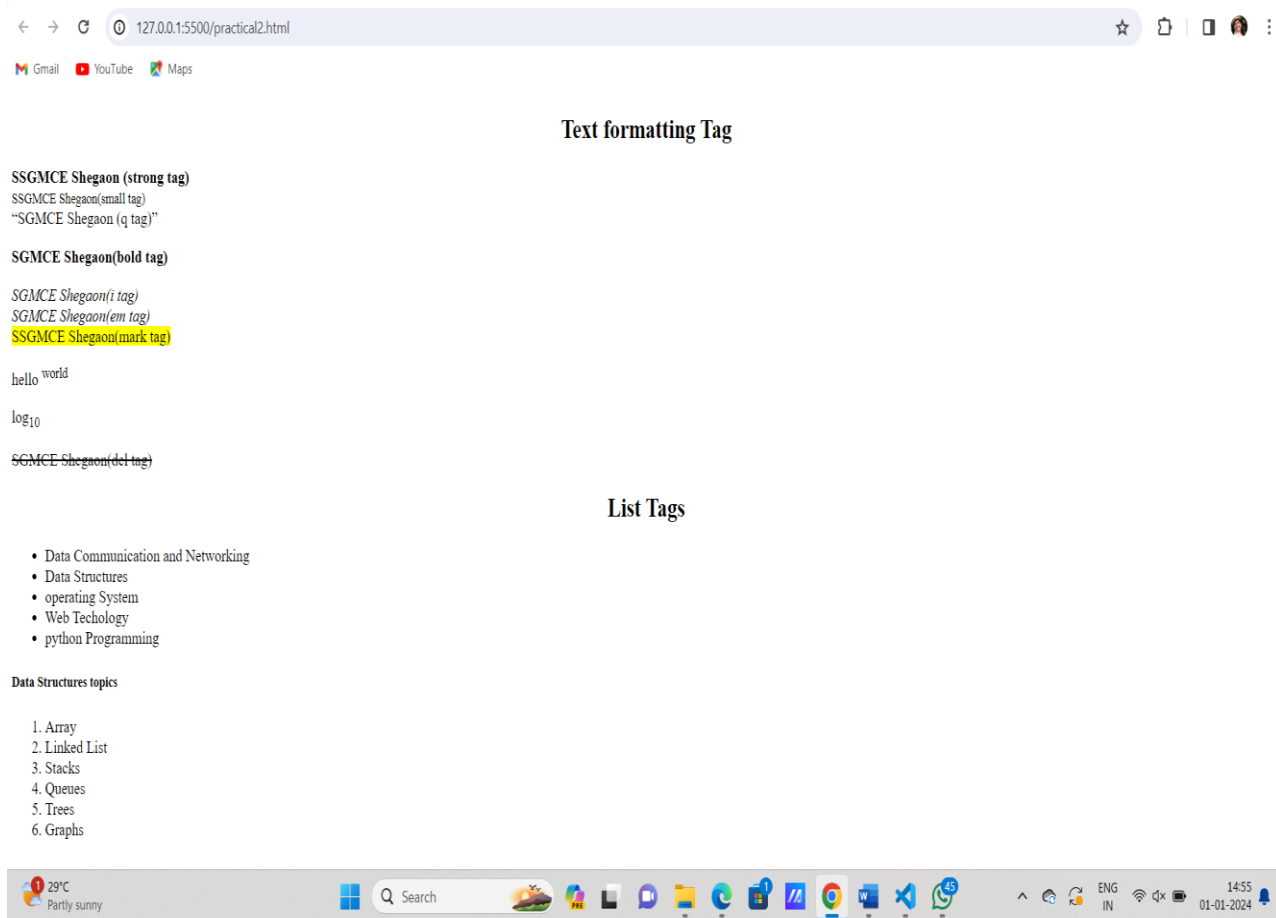 127.0.0.1:5500/practical2.html
Gmail YouTube Maps
Text formatting Tag
SSGMCE Shegaon (strong tag)
SSGMCE Shegaon(small tag)
“SGMCE Shegaon (q tag)”
SGMCE Shegaon(bold tag)
SGMCE Shegaon(i tag)
SGMCE Shegaon(em tag)
SSGMCE Shegaon(mark tag)
hello world
log10
SGMCE Shegaon(del tag)
List Tags
• Data Communication and Networking
• Data Structures
• operating System
• Web Techology
• python Programming
Data Structures topics
1. Array
2. Linked List
3. Stacks
4. Queues
5. Trees
6. Graphs
1 29°C Search PRE 1 45 ENG 14:55
Partly sunny IN 01-01-2024